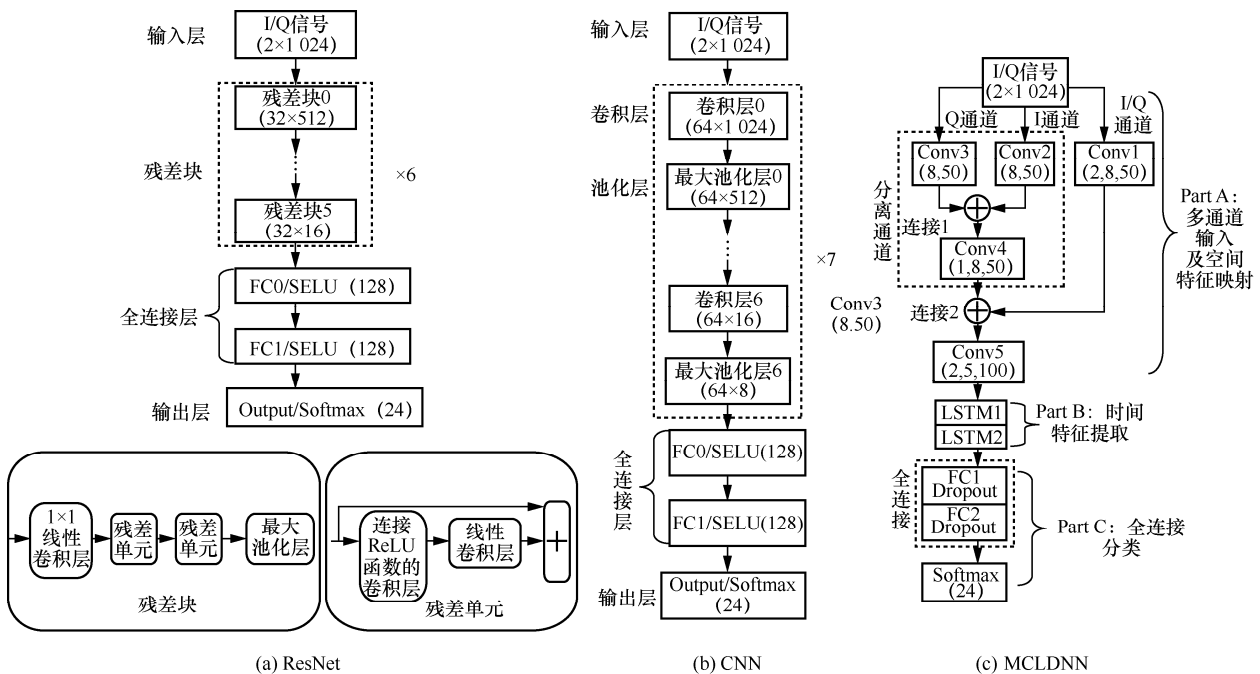 输入层
I/Q信号
(2×1 024)
残差块
残差块0
(32×512)
残差块5
(32×16)
×6
全连接层
FC0/SELU (128)
FC1/SELU (128)
输出层
Output/Softmax (24)
1×1
线性
卷积层
残差
单元
残差
单元
最大
池化层
残差块
连接
ReLU
函数的
卷积层
线性
卷积层
+
残差单元
(a) ResNet
输入层
I/Q信号
(2×1 024)
卷积层
卷积层0
(64×1 024)
池化层
最大池化层0
(64×512)
×7
卷积层6
(64×16)
最大池化层6
(64×8)
全连接层
FC0/SELU(128)
FC1/SELU(128)
输出层
Output/Softmax
(24)
(b) CNN
I/Q信号
(2×1 024)
Q通道
I通道
I/Q
通道
Conv3
(8,50)
Conv2
(8,50)
Conv1
(2,8,50)
分离通道
连接1
Conv4
(1,8,50)
Conv3
(8.50)
连接2
Conv5
(2,5,100)
Part A:
多通道
输入
及空间
特征映射
LSTM1
LSTM2
Part B: 时间
特征提取
全连接
FC1
Dropout
FC2
Dropout
Part C: 全连接
分类
Softmax
(24)
(c) MCLDNN